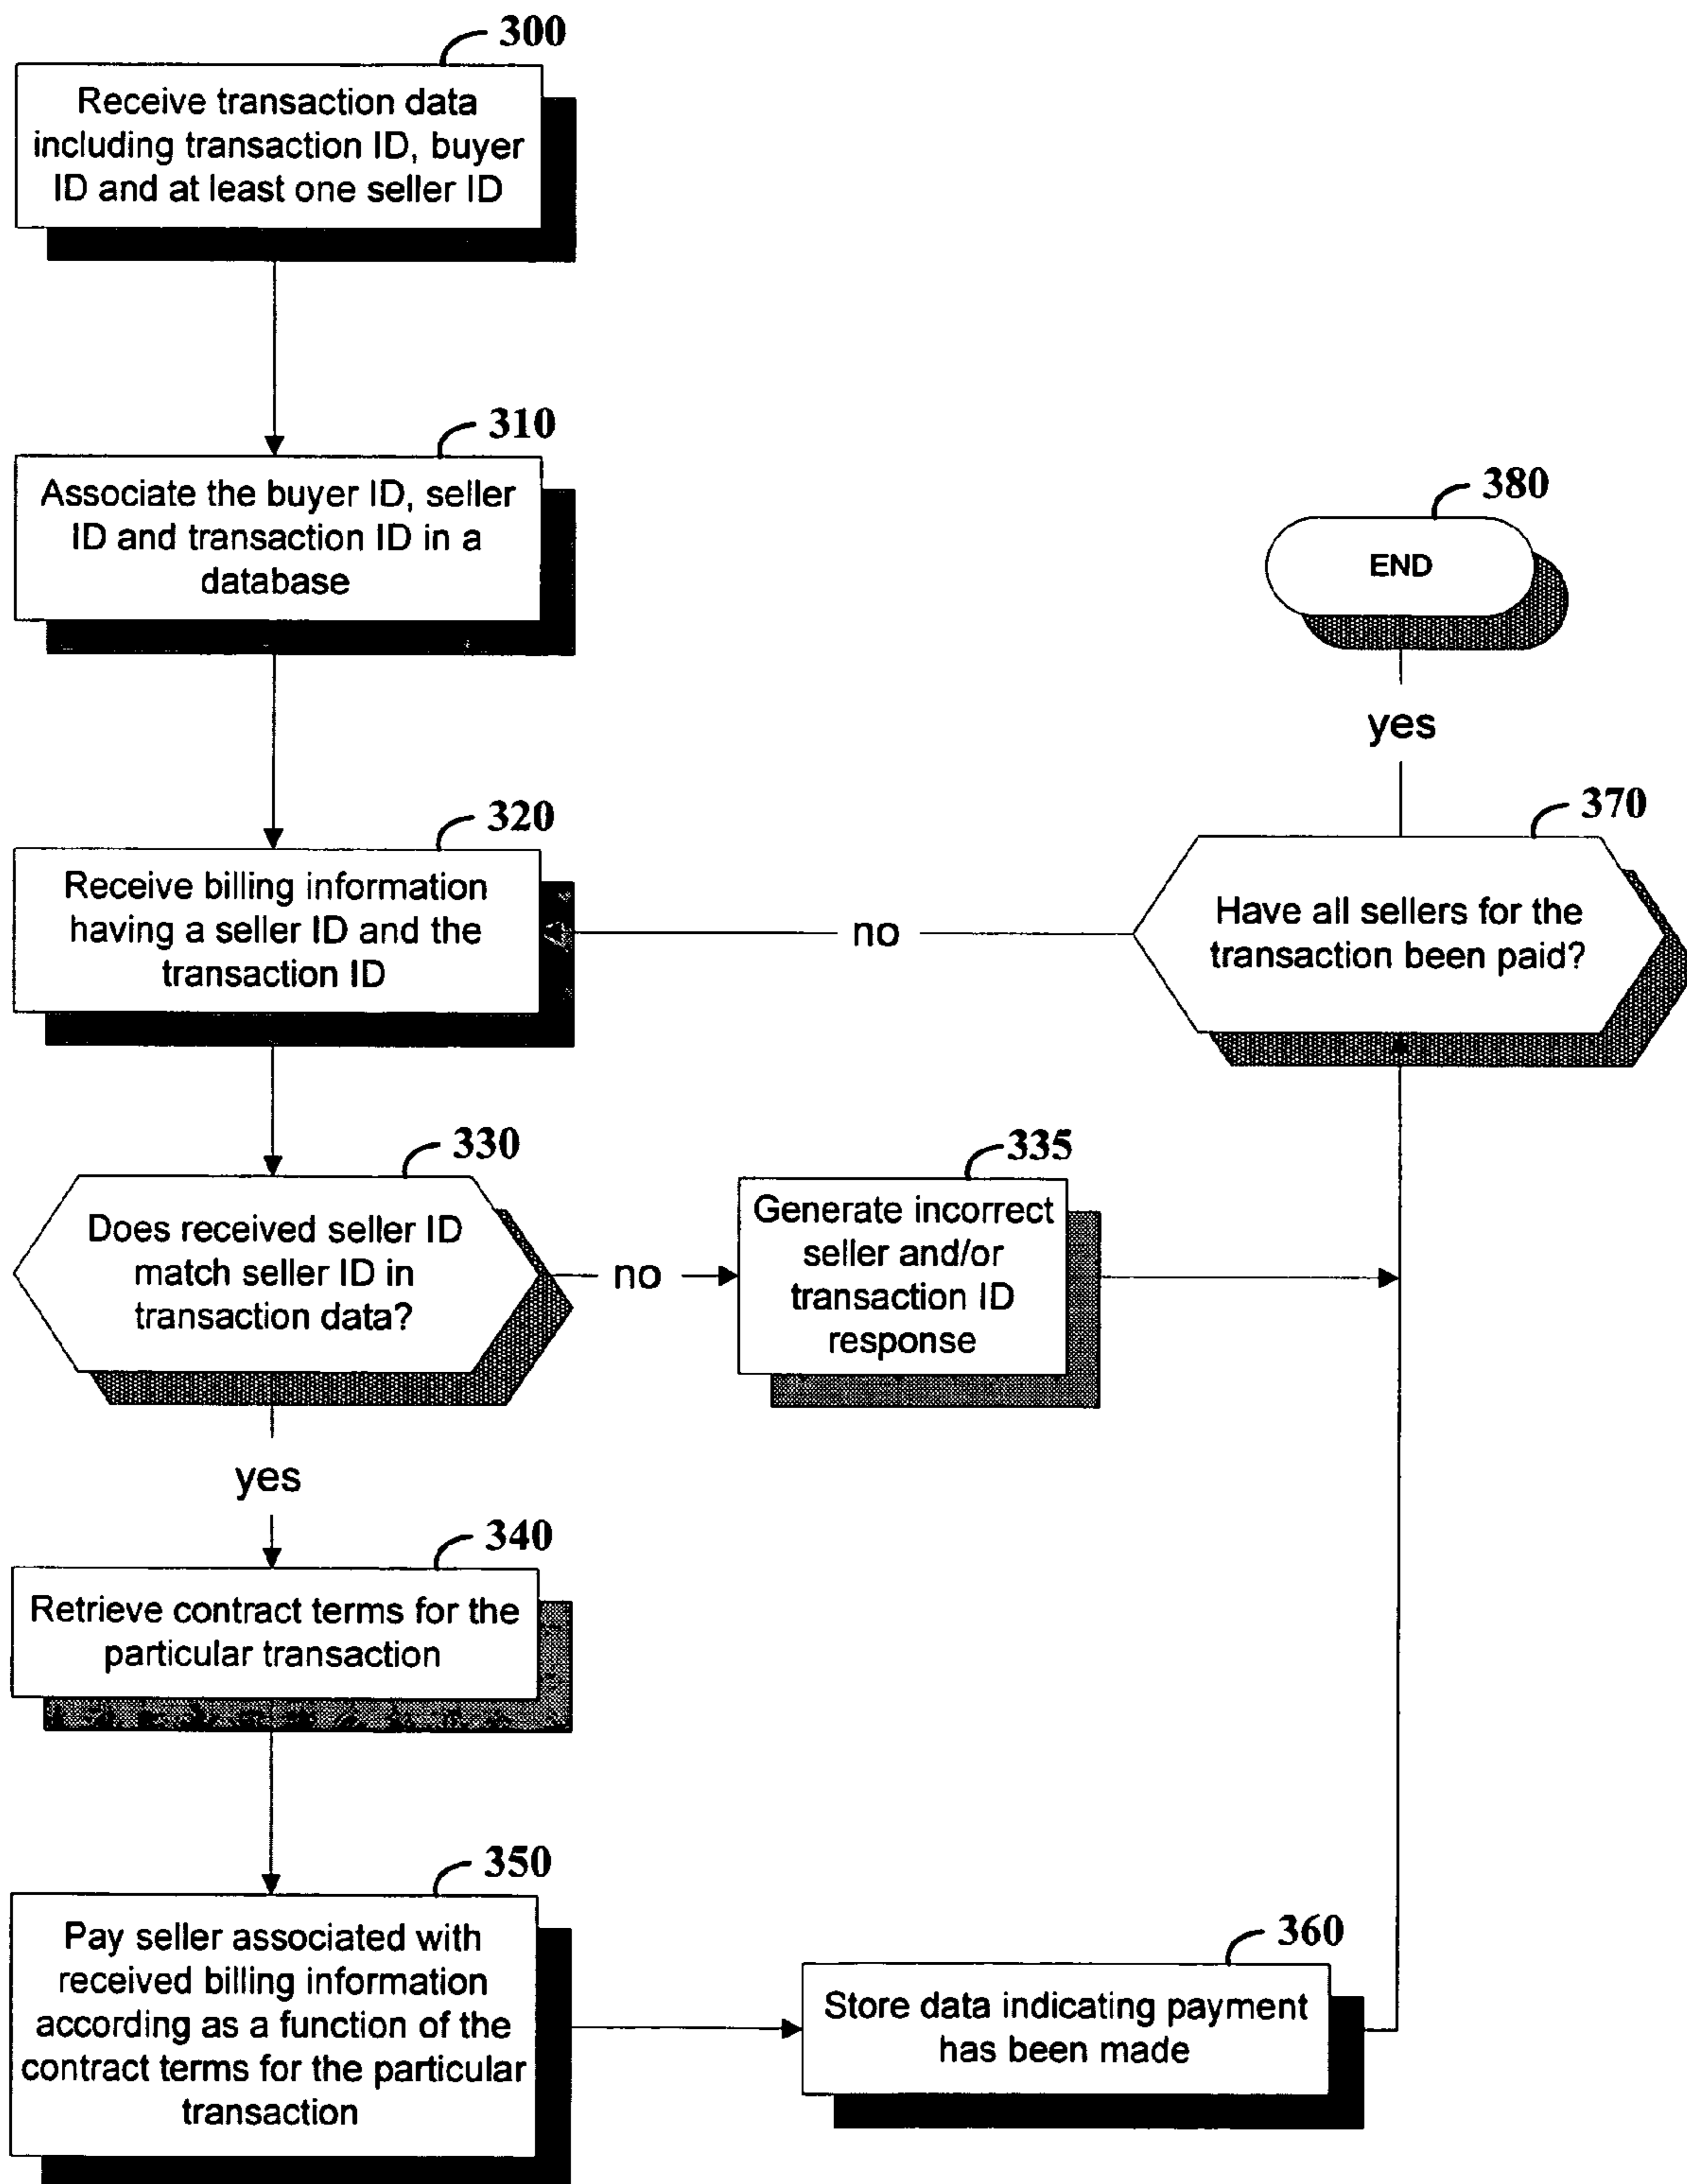 300
Receive transaction data
including transaction ID, buyer
ID and at least one seller ID
310
Associate the buyer ID, seller
ID and transaction ID in a
database
380
END
yes
320
Receive billing information
having a seller ID and the
transaction ID
no
370
Have all sellers for the
transaction been paid?
330
Does received seller ID
match seller ID in
transaction data?
no
335
Generate incorrect
seller and/or
transaction ID
response
yes
340
Retrieve contract terms for the
particular transaction
350
Pay seller associated with
received billing information
according as a function of the
contract terms for the particular
transaction
360
Store data indicating payment
has been made